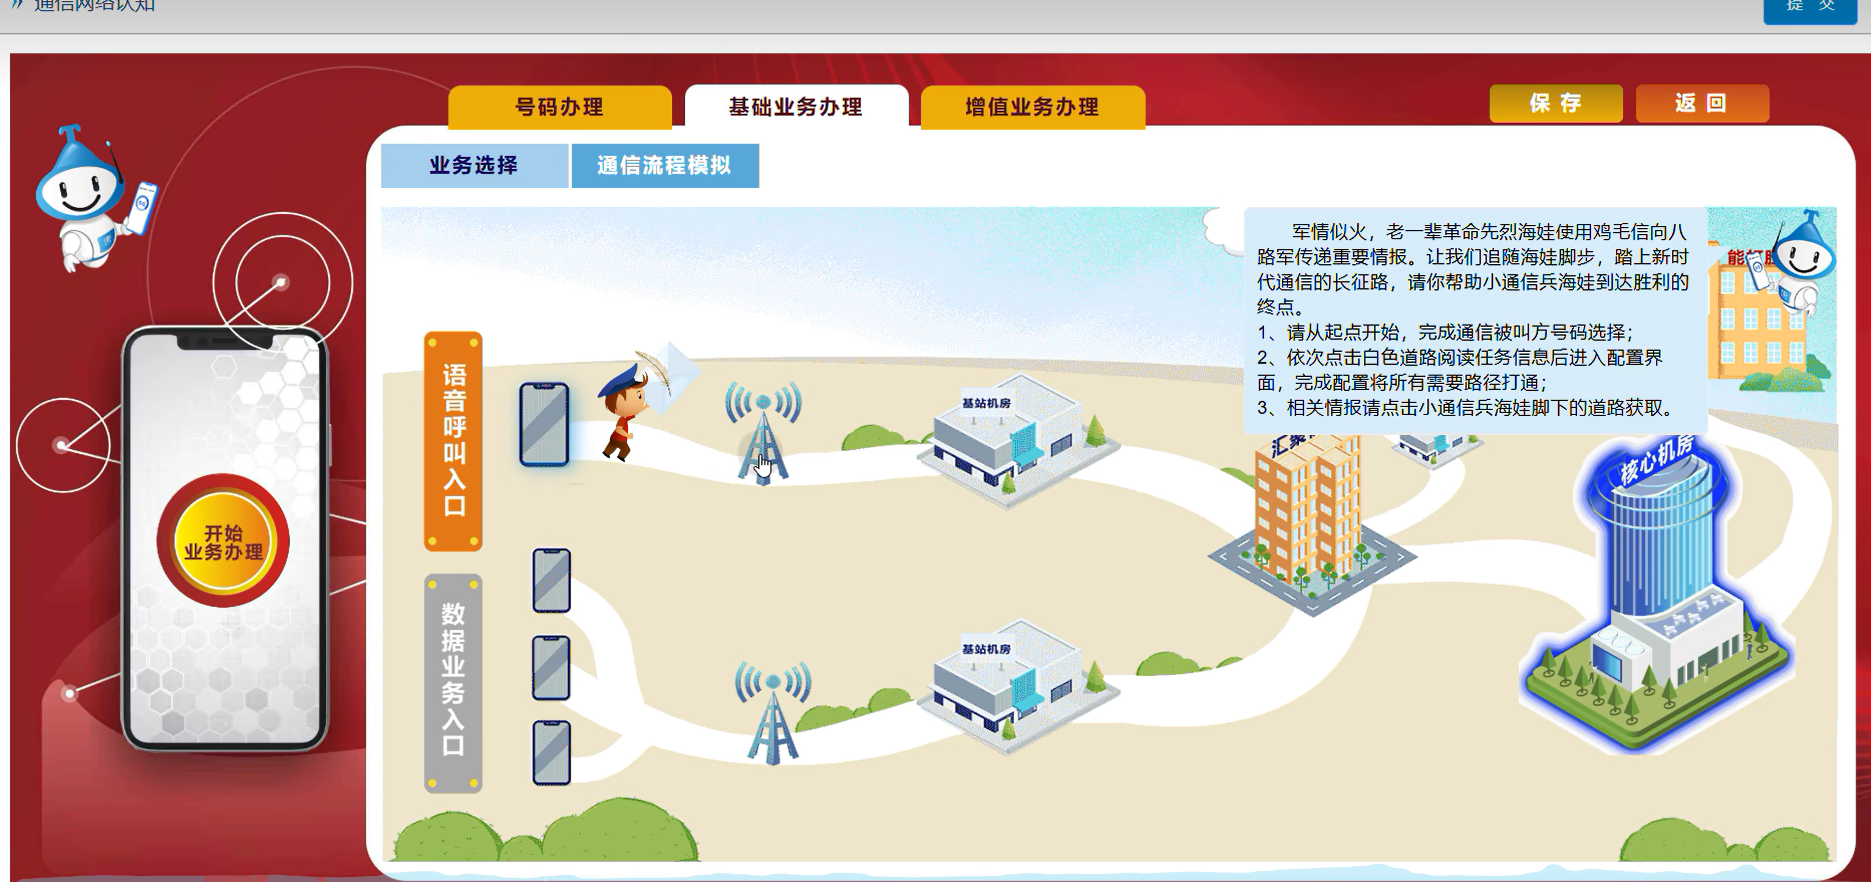 通信网络认知
提 交
号码办理
基础业务办理
增值业务办理
保 存
返 回
业务选择
通信流程模拟
军情似火，老一辈革命先烈海娃使用鸡毛信向八
路军传递重要情报。让我们追随海娃脚步，踏上新时
代通信的长征路，请你帮助小通信兵海娃到达胜利的
终点。
1、请从起点开始，完成通信被叫方号码选择；
2、依次点击白色道路阅读任务信息后进入配置界
面，完成配置将所有需要路径打通；
3、相关情报请点击小通信兵海娃脚下的道路获取。
能打胜
语音呼叫入口
基站机房
汇聚
核心机房
开始
业务办理
数据业务入口
基站机房